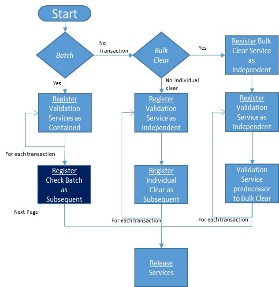 Start
Batch
No
Transaction
Bulk
Clear
Yes
Register Bulk
Clear Service
as
Independent
Yes
No Individual
clear
Register
Validation
Services as
Contained
Register
Validation
Service as
Independent
Register
Validation
Service as
Independent
For each transaction
Register
Check Batch
as
Subsequent
Register
Individual
Clear as
Subsequent
Validation
Service
predecessor
to Bulk Clear
Next Page
For each transaction
For each transaction
Release
Services